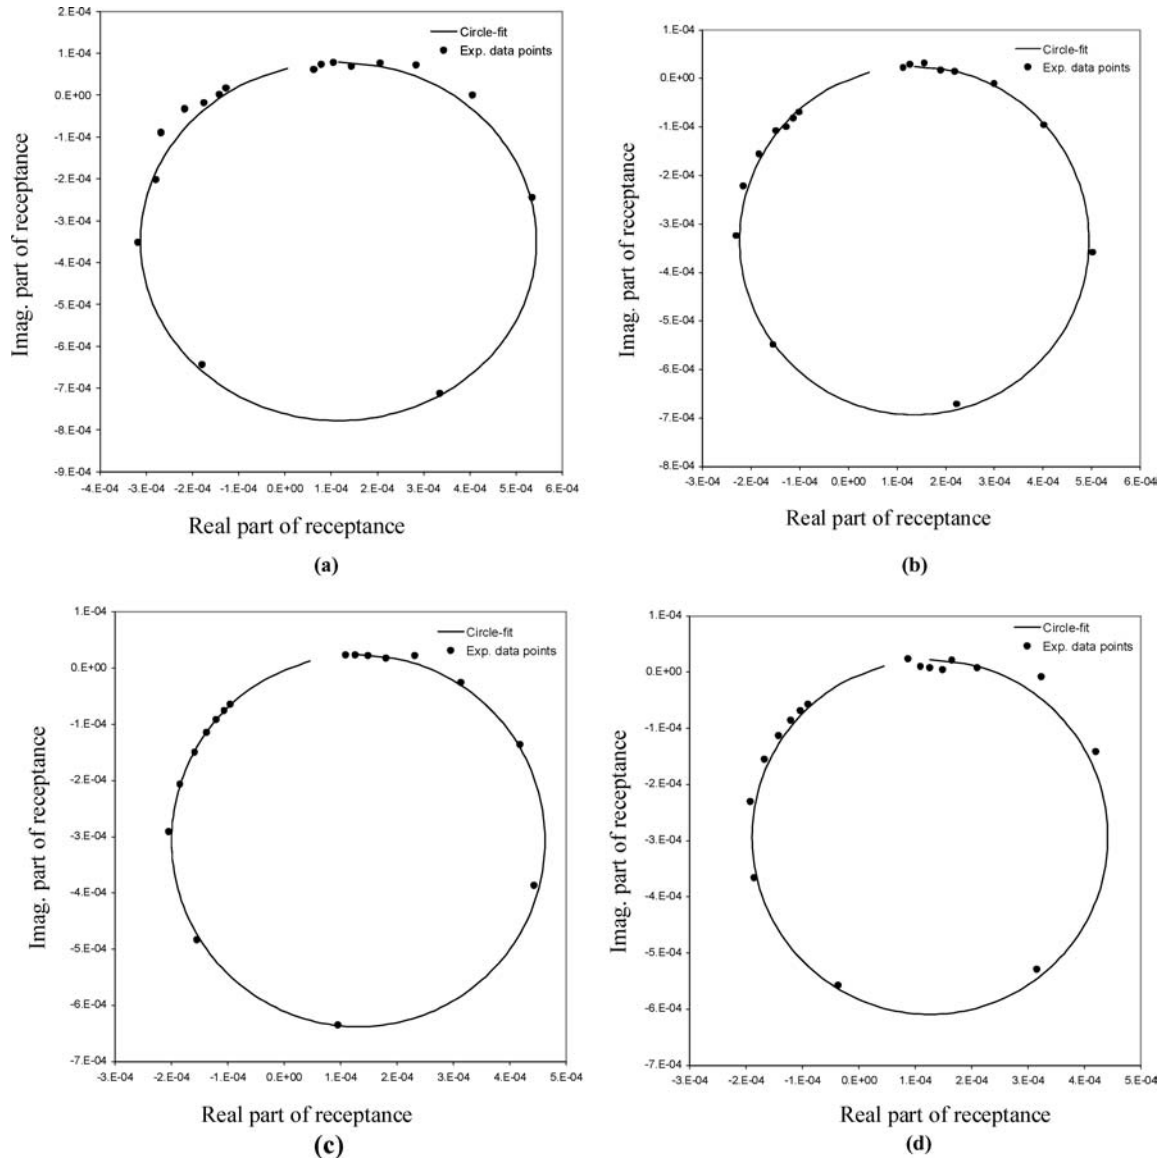 2.E-04
1.E-04
0.E+00
-1.E-04
-2.E-04
-3.E-04
-4.E-04
-5.E-04
-6.E-04
-7.E-04
-8.E-04
-9.E-04
Imag. part of receptance
Circle-fit
Exp. data points
-4.E-04 -3.E-04 -2.E-04 -1.E-04 0.E+00 1.E-04 2.E-04 3.E-04 4.E-04 5.E-04 6.E-04
Real part of receptance
(a)
1.E-04
0.E+00
-1.E-04
-2.E-04
-3.E-04
-4.E-04
-5.E-04
-6.E-04
-7.E-04
-8.E-04
Imag. part of receptance
Circle-fit
Exp. data points
-3.E-04 -2.E-04 -1.E-04 0.E+00 1.E-04 2.E-04 3.E-04 4.E-04 5.E-04 6.E-04
Real part of receptance
(b)
1.E-04
0.E+00
-1.E-04
-2.E-04
-3.E-04
-4.E-04
-5.E-04
-6.E-04
-7.E-04
Imag. part of receptance
Circle-fit
Exp. data points
-3.E-04 -2.E-04 -1.E-04 0.E+00 1.E-04 2.E-04 3.E-04 4.E-04 5.E-04
Real part of receptance
(c)
1.E-04
0.E+00
-1.E-04
-2.E-04
-3.E-04
-4.E-04
-5.E-04
-6.E-04
-7.E-04
Imag. part of receptance
Circle-fit
Exp. data points
-3.E-04 -2.E-04 -1.E-04 0.E+00 1.E-04 2.E-04 3.E-04 4.E-04 5.E-04
Real part of receptance
(d)